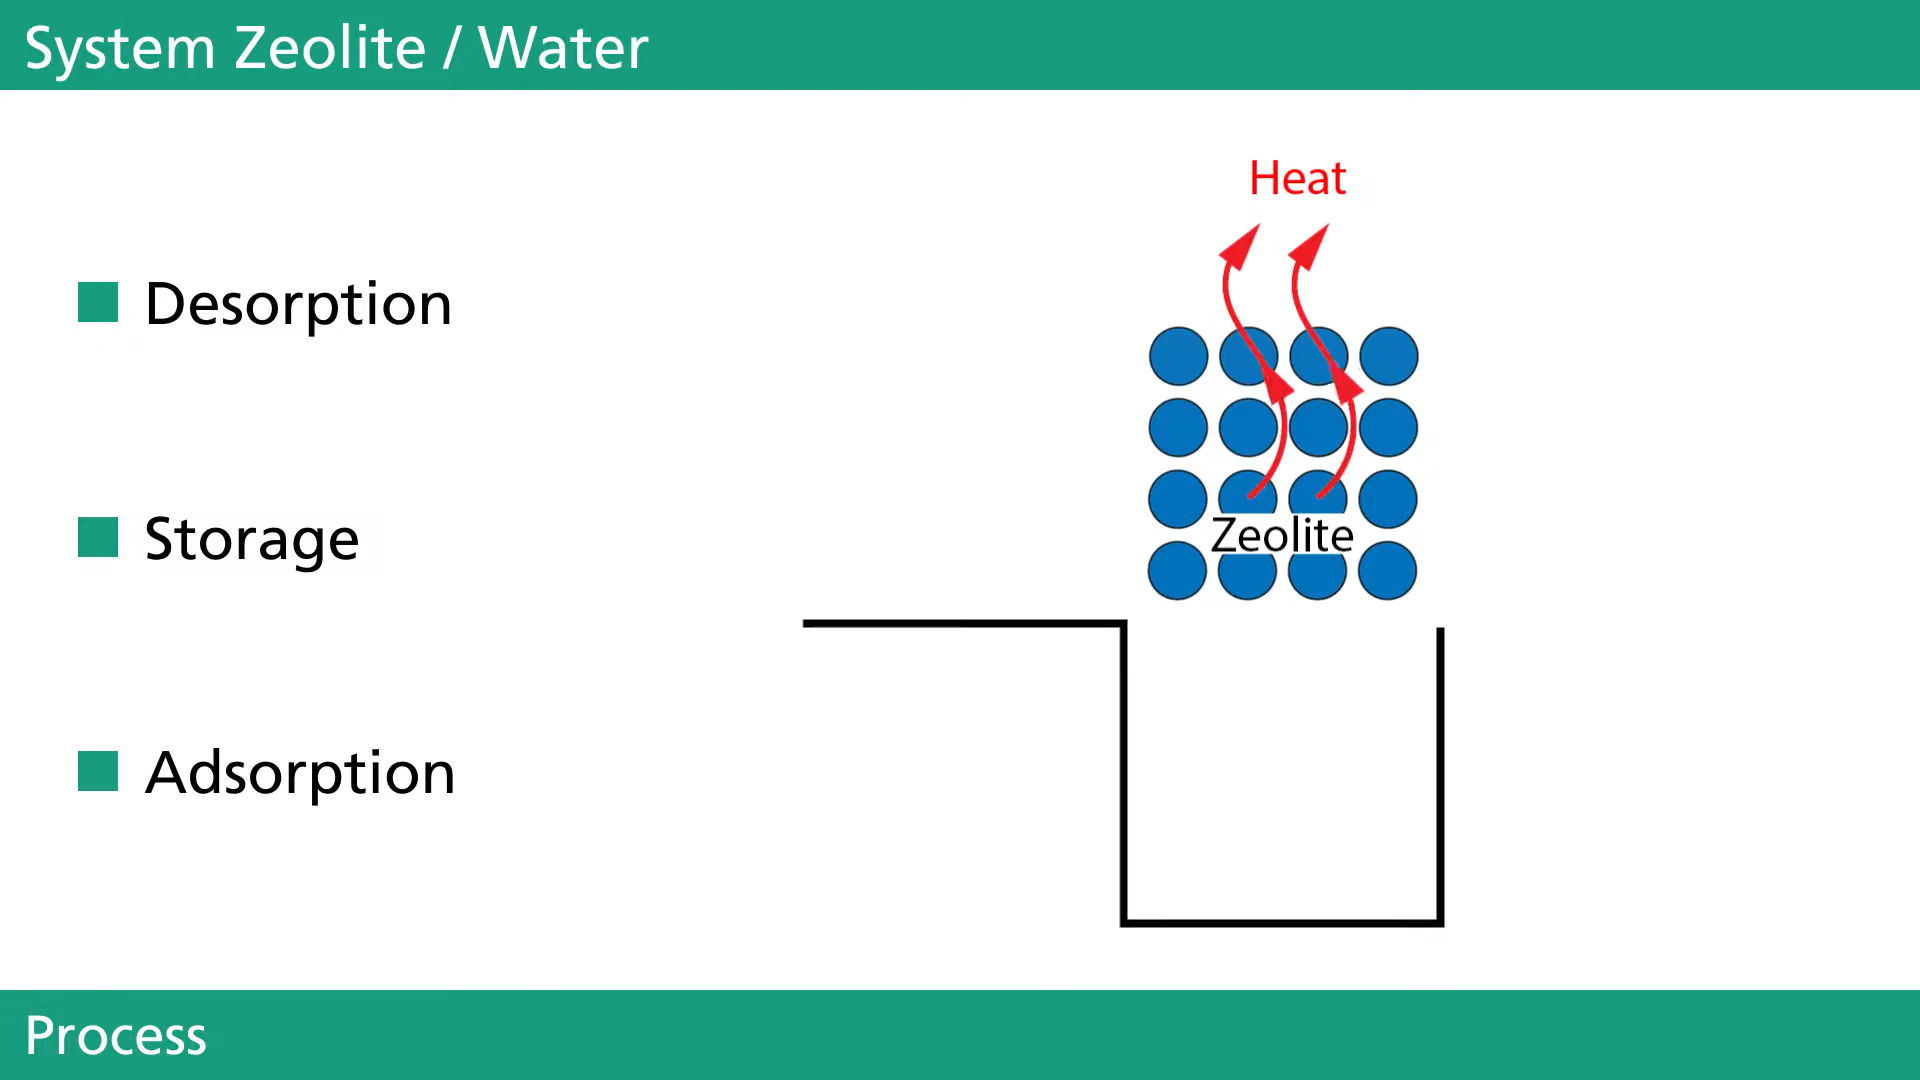 System Zeolite / Water
Heat
Desorption
Storage
Zeolite
Adsorption
Process